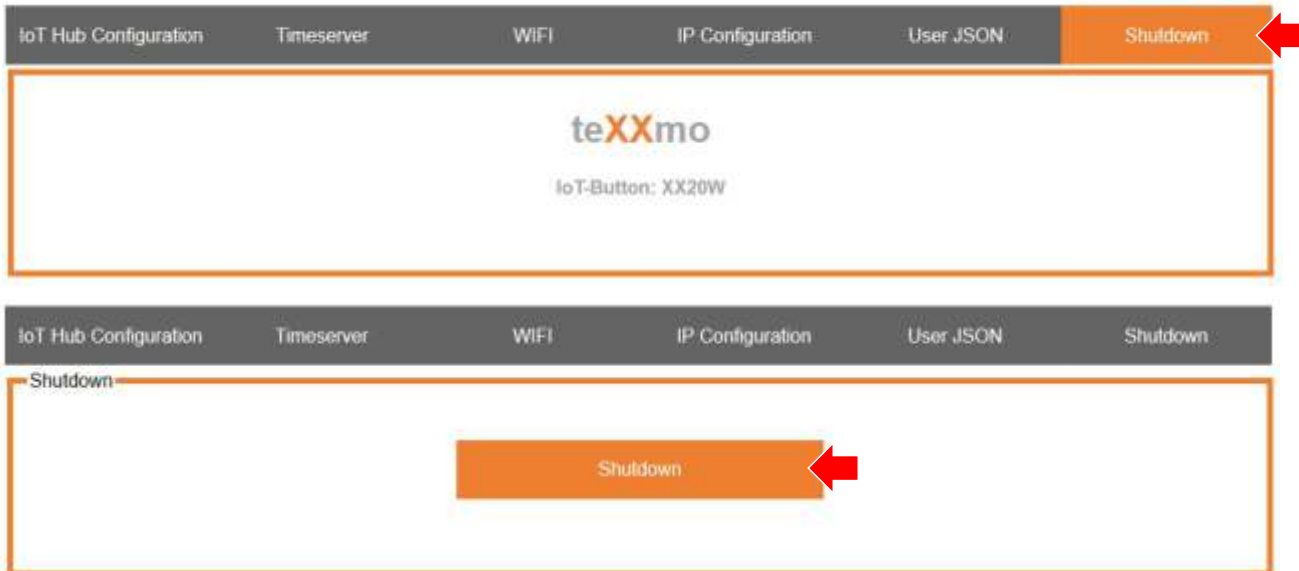 IoT Hub Configuration Timeserver WIFI IP Configuration User JSON Shutdown
teXXmo
IoT-Button: XX20W
IoT Hub Configuration Timeserver WIFI IP Configuration User JSON Shutdown
Shutdown
Shutdown